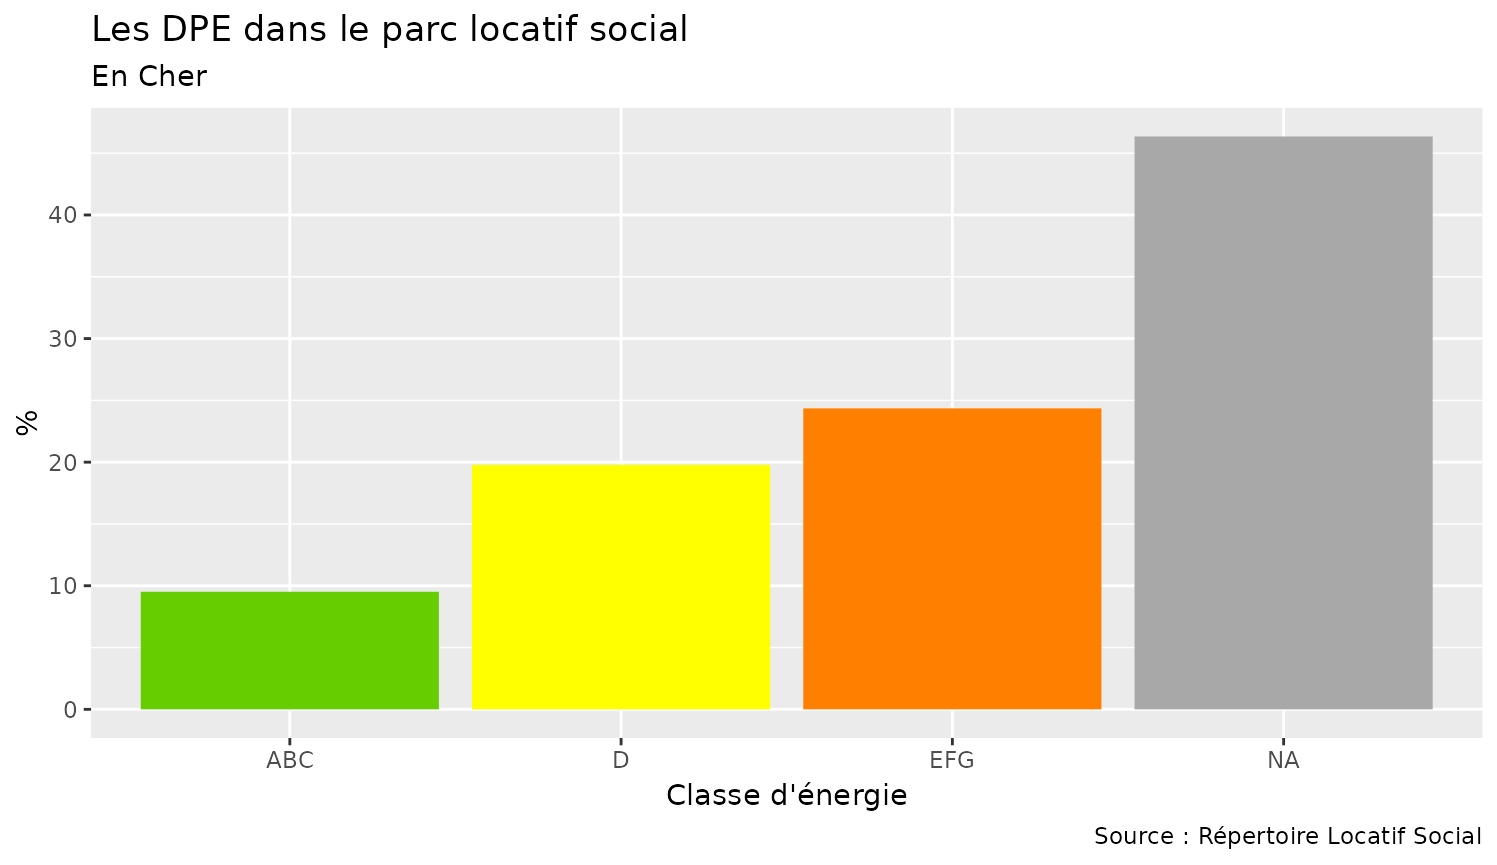 Les DPE dans le parc locatif social
En Cher
%
40
30
20
10
0
ABC
D
EFG
NA
Classe d'énergie
Source : Répertoire Locatif Social